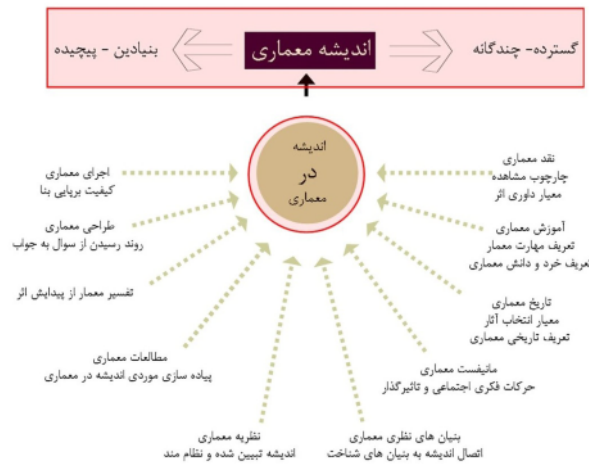 گسترده- چندگانه
اندیشه معماری
بنیادین - پیچیده
اندیشه
در
معماری
نقد معماری
چارچوب مشاهده
معیار داوری اثر
آموزش معماری
تعریف مهارت معمار
تعریف خرد و دانش معماری
تاریخ معماری
معیار انتخاب آثار
تعریف تاریخی معماری
مانیفست معماری
حرکات فکری اجتماعی و تاثیرگذار
بنیان های نظری معماری
اتصال اندیشه به بنیان های شناخت
نظریه معماری
اندیشه تبیین شده و نظام مند
مطالعات معماری
پیاده سازی موردی اندیشه در معماری
تفسیر معمار از پیدایش اثر
طراحی معماری
روند رسیدن از سوال به جواب
اجرای معماری
کیفیت برپایی بنا